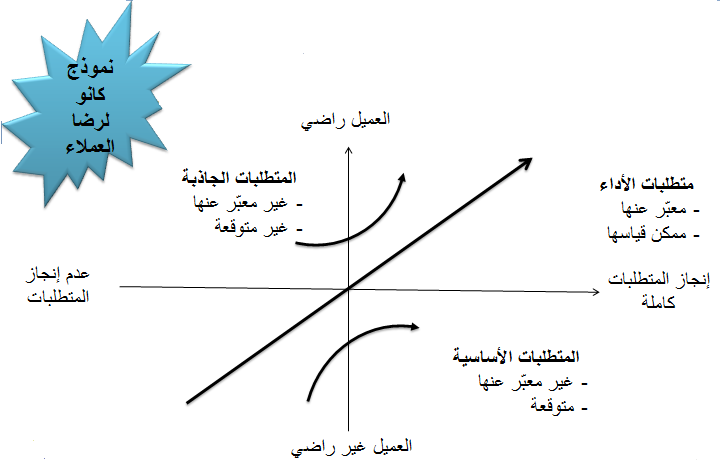 نموذج
كانو
لرضا
العملاء
العميل راضي
المتطلبات الجاذبة
- غير معبّر عنها
- غير متوقعة
متطلبات الأداء
- معبّر عنها
- ممكن قياسها
إنجاز المتطلبات
كاملة
عدم إنجاز
المتطلبات
المتطلبات الأساسية
- غير معبّر عنها
- متوقعة
العميل غير راضي